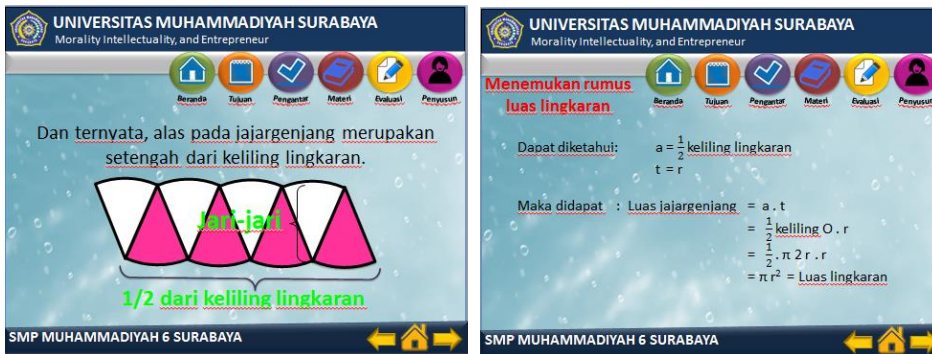 UNIVERSITAS MUHAMMADIYAH SURABAYA
Morality Intellectuality, and Entrepreneur
Beranda Tujuan Pengantar Materi Evaluasi Penyusun
Dan ternyata, alas pada jajargenjang merupakan
setengah dari keliling lingkaran.
Jari-jari
1/2 dari keliling lingkaran
SMP MUHAMMADIYAH 6 SURABAYA
UNIVERSITAS MUHAMMADIYAH SURABAYA
Morality Intellectuality, and Entrepreneur
Menemukan rumus
luas lingkaran
Beranda Tujuan Pengantar Materi Evaluasi Penyusun
Dapat diketahui: a = 1/2 keliling lingkaran
t = r
Maka didapat : Luas jajargenjang = a . t
= 1/2 keliling O . r
= 1/2 . π 2 r . r
= π r² = Luas lingkaran
SMP MUHAMMADIYAH 6 SURABAYA